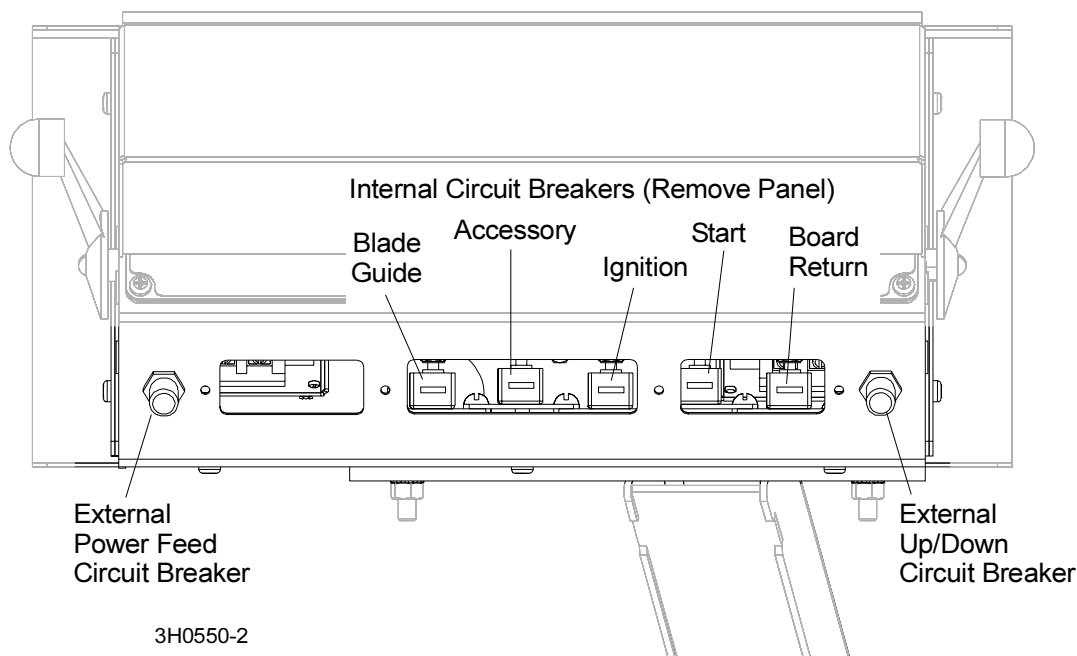 Internal Circuit Breakers (Remove Panel)
Blade
Guide
Accessory
Ignition
Start
Board
Return
External
Power Feed
Circuit Breaker
External
Up/Down
Circuit Breaker
3H0550-2